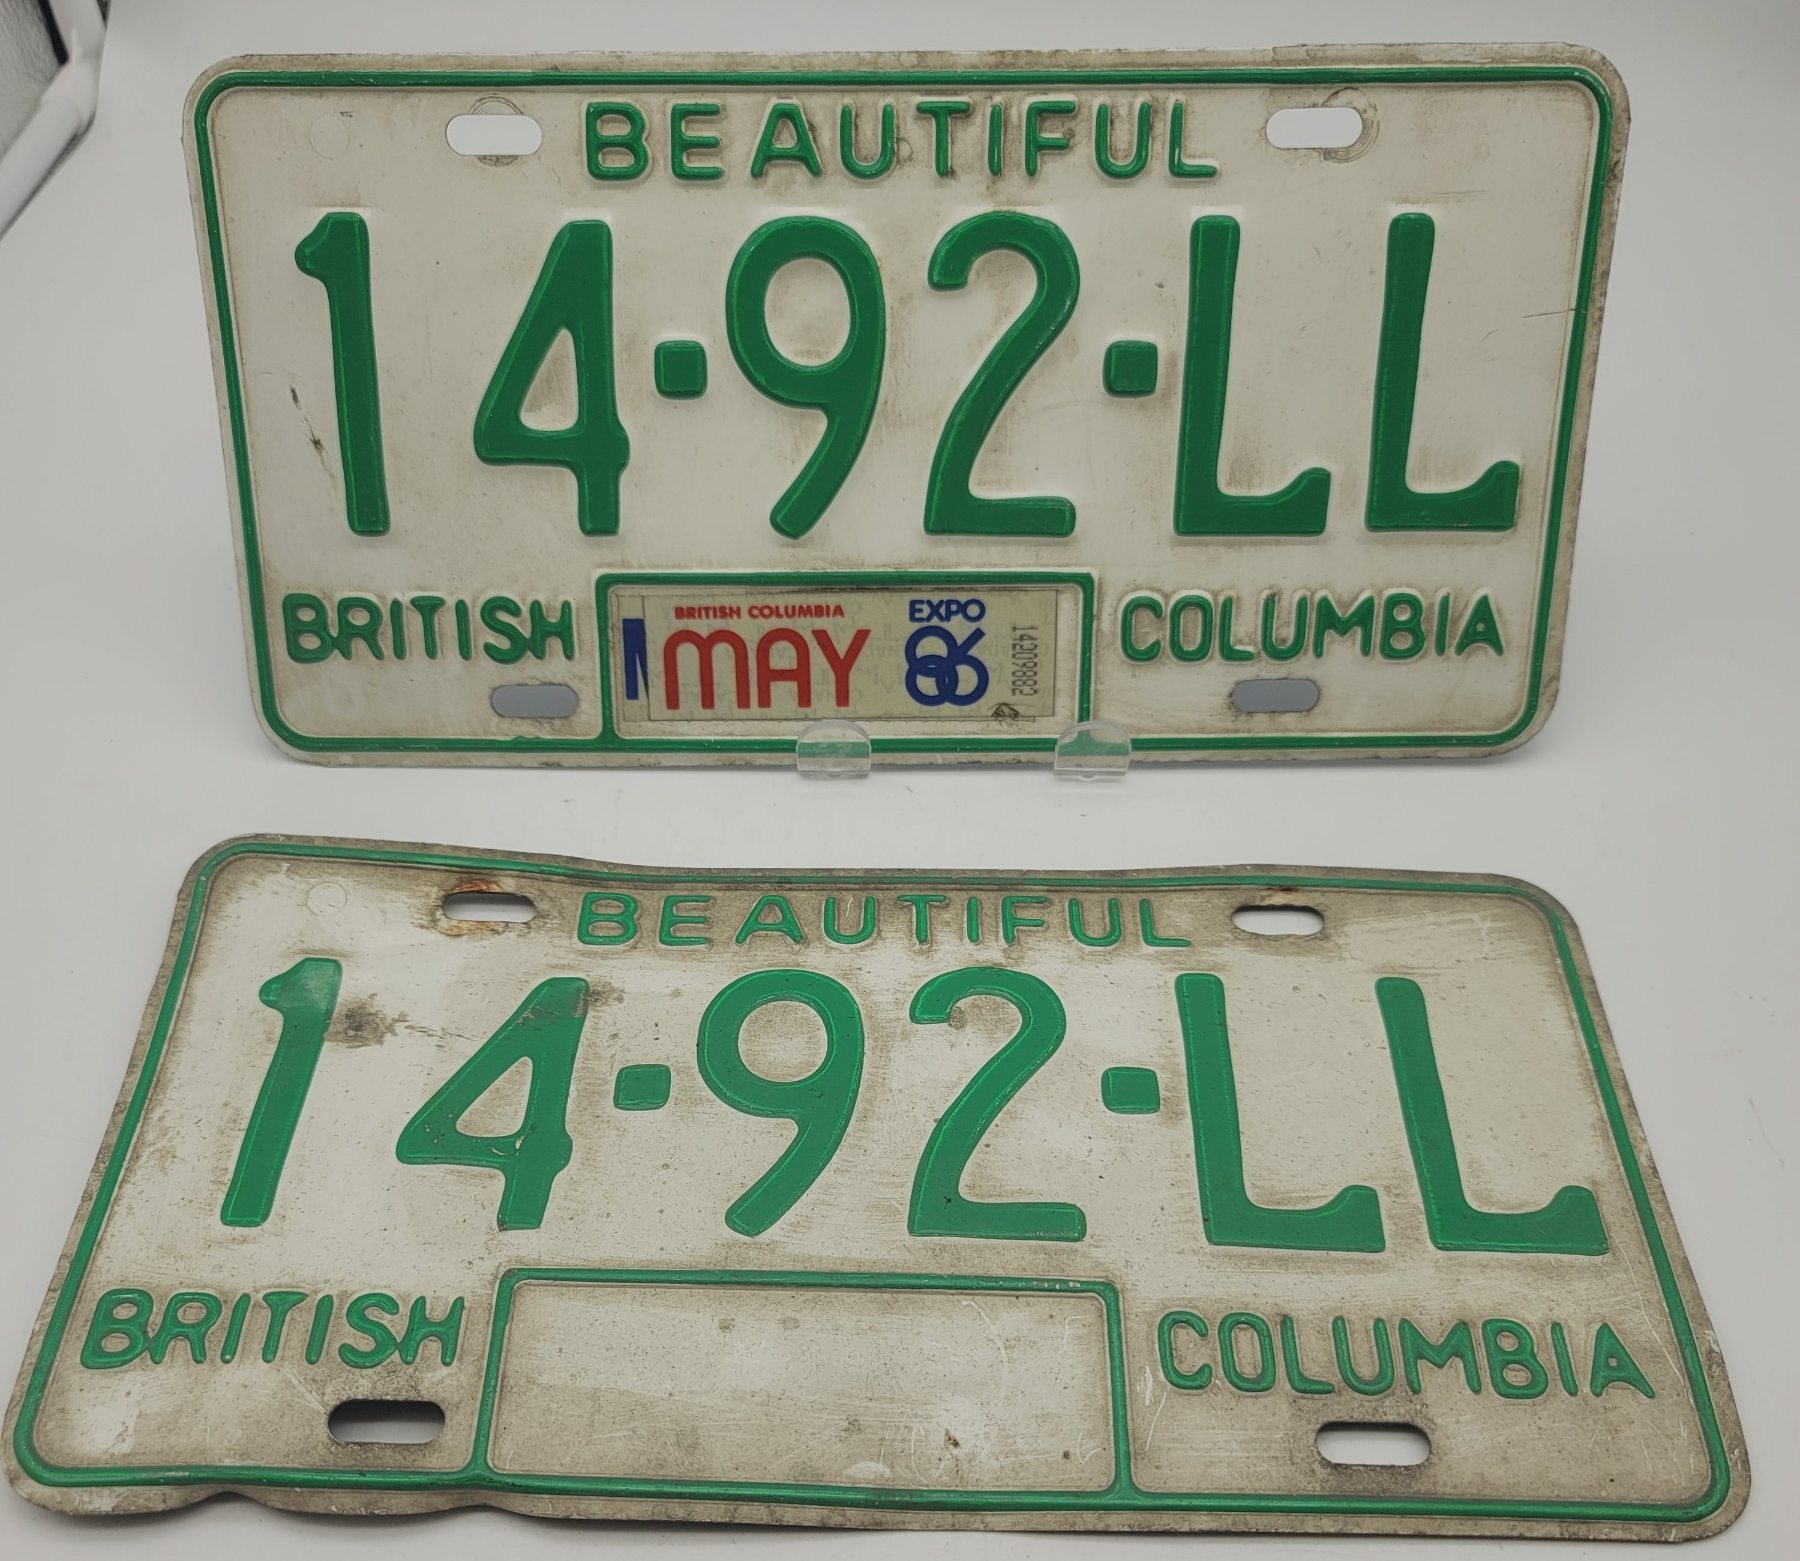 BEAUTIFUL
14·92·LL
BRITISH COLUMBIA
BRITISH COLUMBIA
MAY
EXPO
86
14209882
BEAUTIFUL
14·92·LL
BRITISH COLUMBIA